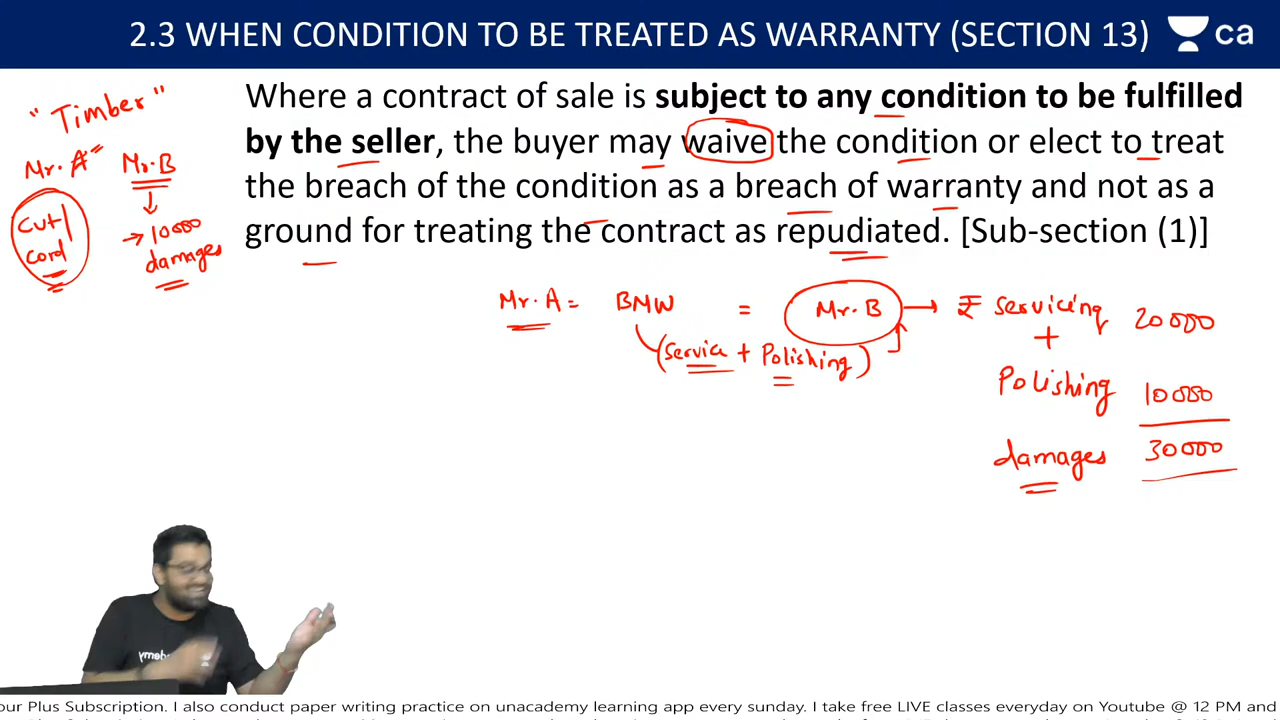 2.3 WHEN CONDITION TO BE TREATED AS WARRANTY (SECTION 13)
ca
Where a contract of sale is subject to any condition to be fulfilled
by the seller, the buyer may waive the condition or elect to treat
the breach of the condition as a breach of warranty and not as a
ground for treating the contract as repudiated. [Sub-section (1)]
"Timber"
Mr. A = Mr. B
cut/
cord
→ 10000
damages
Mr. A = BMW = Mr. B → ₹ servicing 20000
(Service + Polishing)
+
Polishing 10000
damages 30000
our Plus Subscription. I also conduct paper writing practice on unacademy learning app every sunday. I take free LIVE classes everyday on Youtube @ 12 PM and